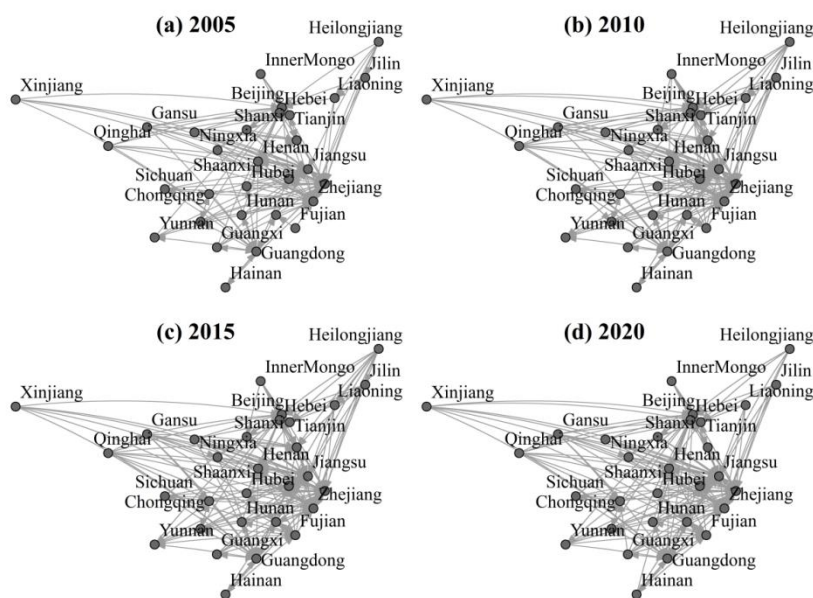 (a) 2005
Heilongjiang
InnerMongo
Jilin
Liaoning
Xinjiang
Beijing
Hebei
Gansu
Shanxi
Tianjin
Qinghai
Ningxia
Henan
Shaanxi
Jiangsu
Hubei
Sichuan
Zhejiang
Chongqing
Hunan
Fujian
Yunnan
Guangxi
Guangdong
Hainan
(b) 2010
Heilongjiang
InnerMongo
Jilin
Liaoning
Xinjiang
Beijing
Hebei
Gansu
Shanxi
Tianjin
Qinghai
Ningxia
Henan
Shaanxi
Jiangsu
Hubei
Sichuan
Zhejiang
Chongqing
Hunan
Fujian
Yunnan
Guangxi
Guangdong
Hainan
(c) 2015
Heilongjiang
InnerMongo
Jilin
Liaoning
Xinjiang
Beijing
Hebei
Gansu
Shanxi
Tianjin
Qinghai
Ningxia
Henan
Shaanxi
Jiangsu
Hubei
Sichuan
Zhejiang
Chongqing
Hunan
Fujian
Yunnan
Guangxi
Guangdong
Hainan
(d) 2020
Heilongjiang
InnerMongo
Jilin
Liaoning
Xinjiang
Beijing
Hebei
Gansu
Shanxi
Tianjin
Qinghai
Ningxia
Henan
Shaanxi
Jiangsu
Hubei
Sichuan
Zhejiang
Chongqing
Hunan
Fujian
Yunnan
Guangxi
Guangdong
Hainan